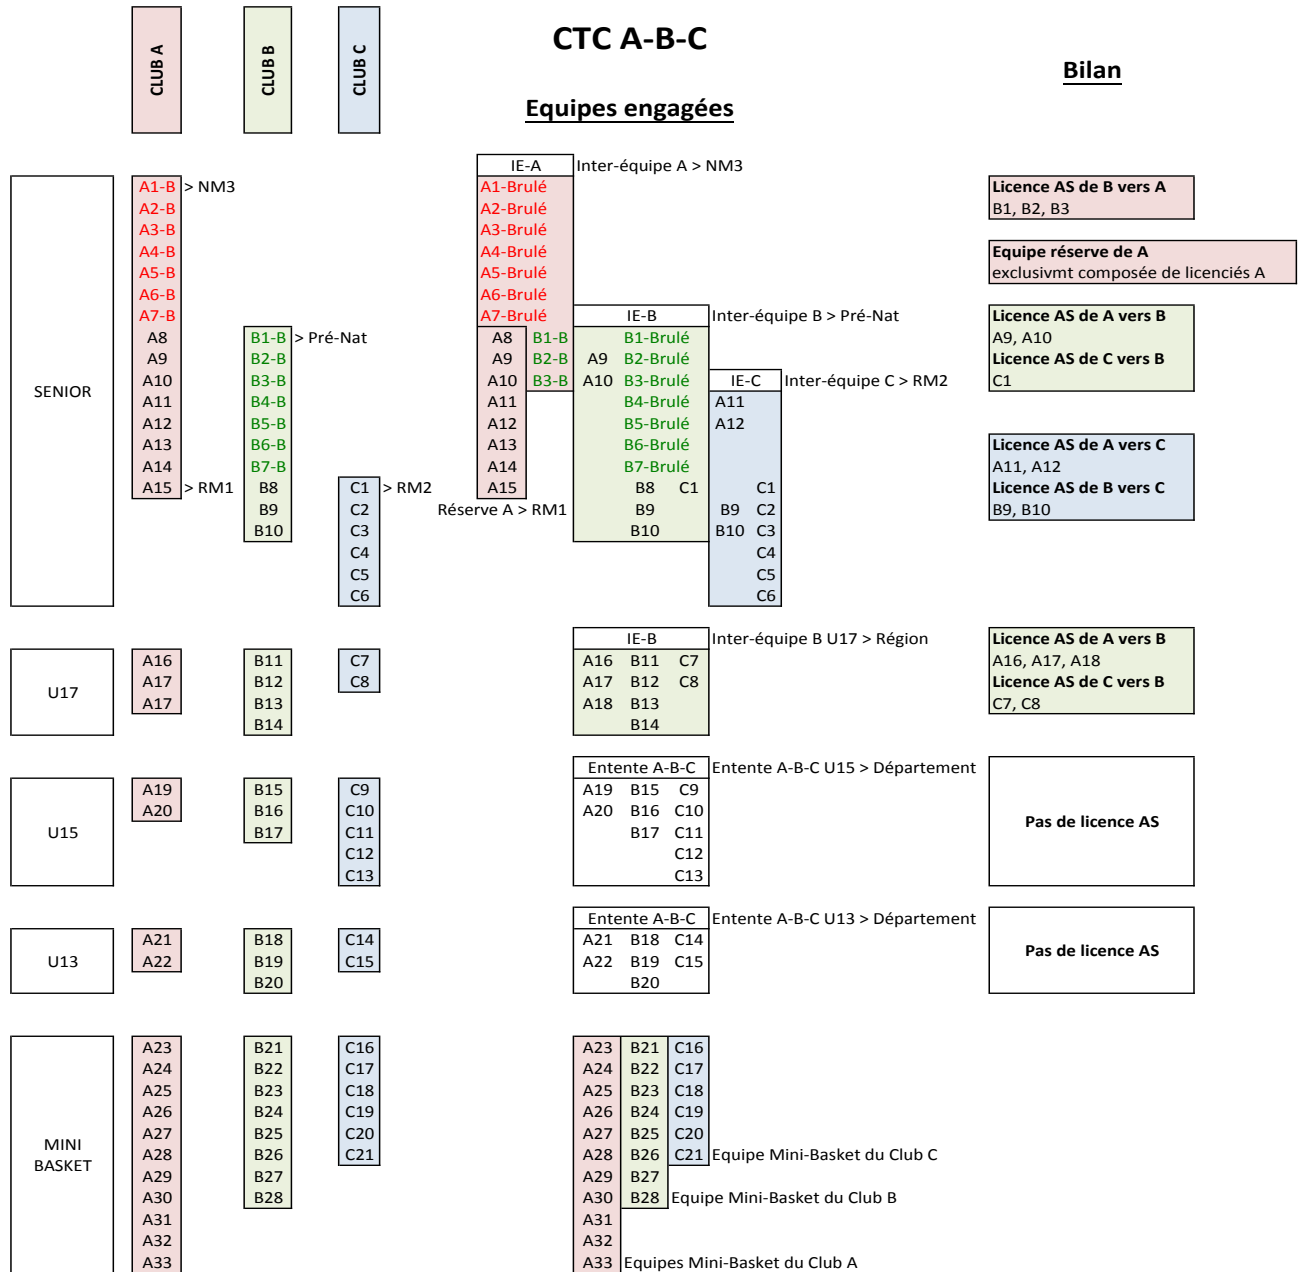 CLUB A CLUB B CLUB C CTC A-B-C
Bilan
Equipes engagées
IE-A Inter-équipe A > NM3
A1-B > NM3 A1-Brulé Licence AS de B vers A
A2-B A2-Brulé B1, B2, B3
A3-B A3-Brulé
A4-B A4-Brulé Equipe réserve de A
A5-B A5-Brulé exclusivmt composée de licenciés A
A6-B A6-Brulé
A7-B A7-Brulé IE-B Inter-équipe B > Pré-Nat Licence AS de A vers B
A8 B1-B > Pré-Nat A8 B1-B B1-Brulé A9, A10
A9 B2-B A9 B2-B A9 B2-Brulé Licence AS de C vers B
SENIOR A10 B3-B A10 B3-B A10 B3-Brulé IE-C Inter-équipe C > RM2 C1
A11 B4-B A11 B4-Brulé A11
A12 B5-B A12 B5-Brulé A12
A13 B6-B A13 B6-Brulé Licence AS de A vers C
A14 B7-B A14 B7-Brulé A11, A12
A15 > RM1 B8 C1 > RM2 A15 B8 C1 C1 Licence AS de B vers C
B9 C2 Réserve A > RM1 B9 B9 C2 B9, B10
B10 C3 B10 B10 C3
C4 C4
C5 C5
C6 C6
IE-B Inter-équipe B U17 > Région Licence AS de A vers B
A16 B11 C7 A16 B11 C7 A16, A17, A18
U17 A17 B12 C8 A17 B12 C8 Licence AS de C vers B
A17 B13 A18 B13 C7, C8
B14 B14
Entente A-B-C Entente A-B-C U15 > Département
A19 B15 C9 A19 B15 C9
A20 B16 C10 A20 B16 C10 Pas de licence AS
U15 B17 C11 B17 C11
C12 C12
C13 C13
Entente A-B-C Entente A-B-C U13 > Département
A21 B18 C14 A21 B18 C14 Pas de licence AS
U13 A22 B19 C15 A22 B19 C15
B20 B20
A23 B21 C16 A23 B21 C16
A24 B22 C17 A24 B22 C17
A25 B23 C18 A25 B23 C18
A26 B24 C19 A26 B24 C19
MINI A27 B25 C20 A27 B25 C20
BASKET A28 B26 C21 A28 B26 C21 Equipe Mini-Basket du Club C
A29 B27 A29 B27
A30 B28 A30 B28 Equipe Mini-Basket du Club B
A31 A31
A32 A32
A33 A33 Equipes Mini-Basket du Club A